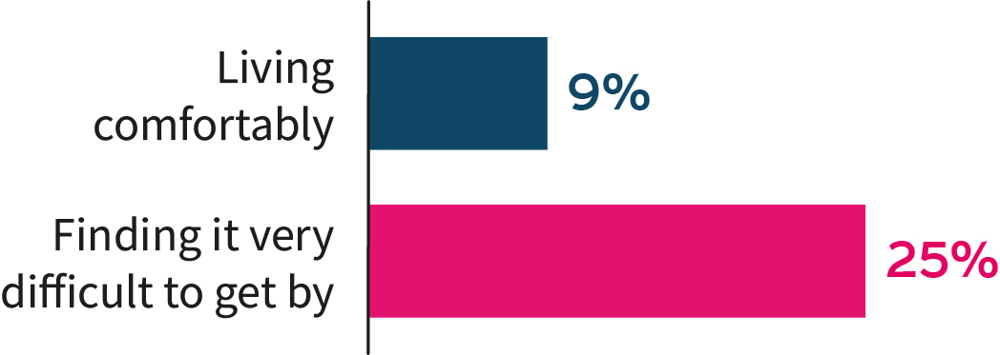 Living
comfortably
9%
Finding it very
difficult to get by
25%